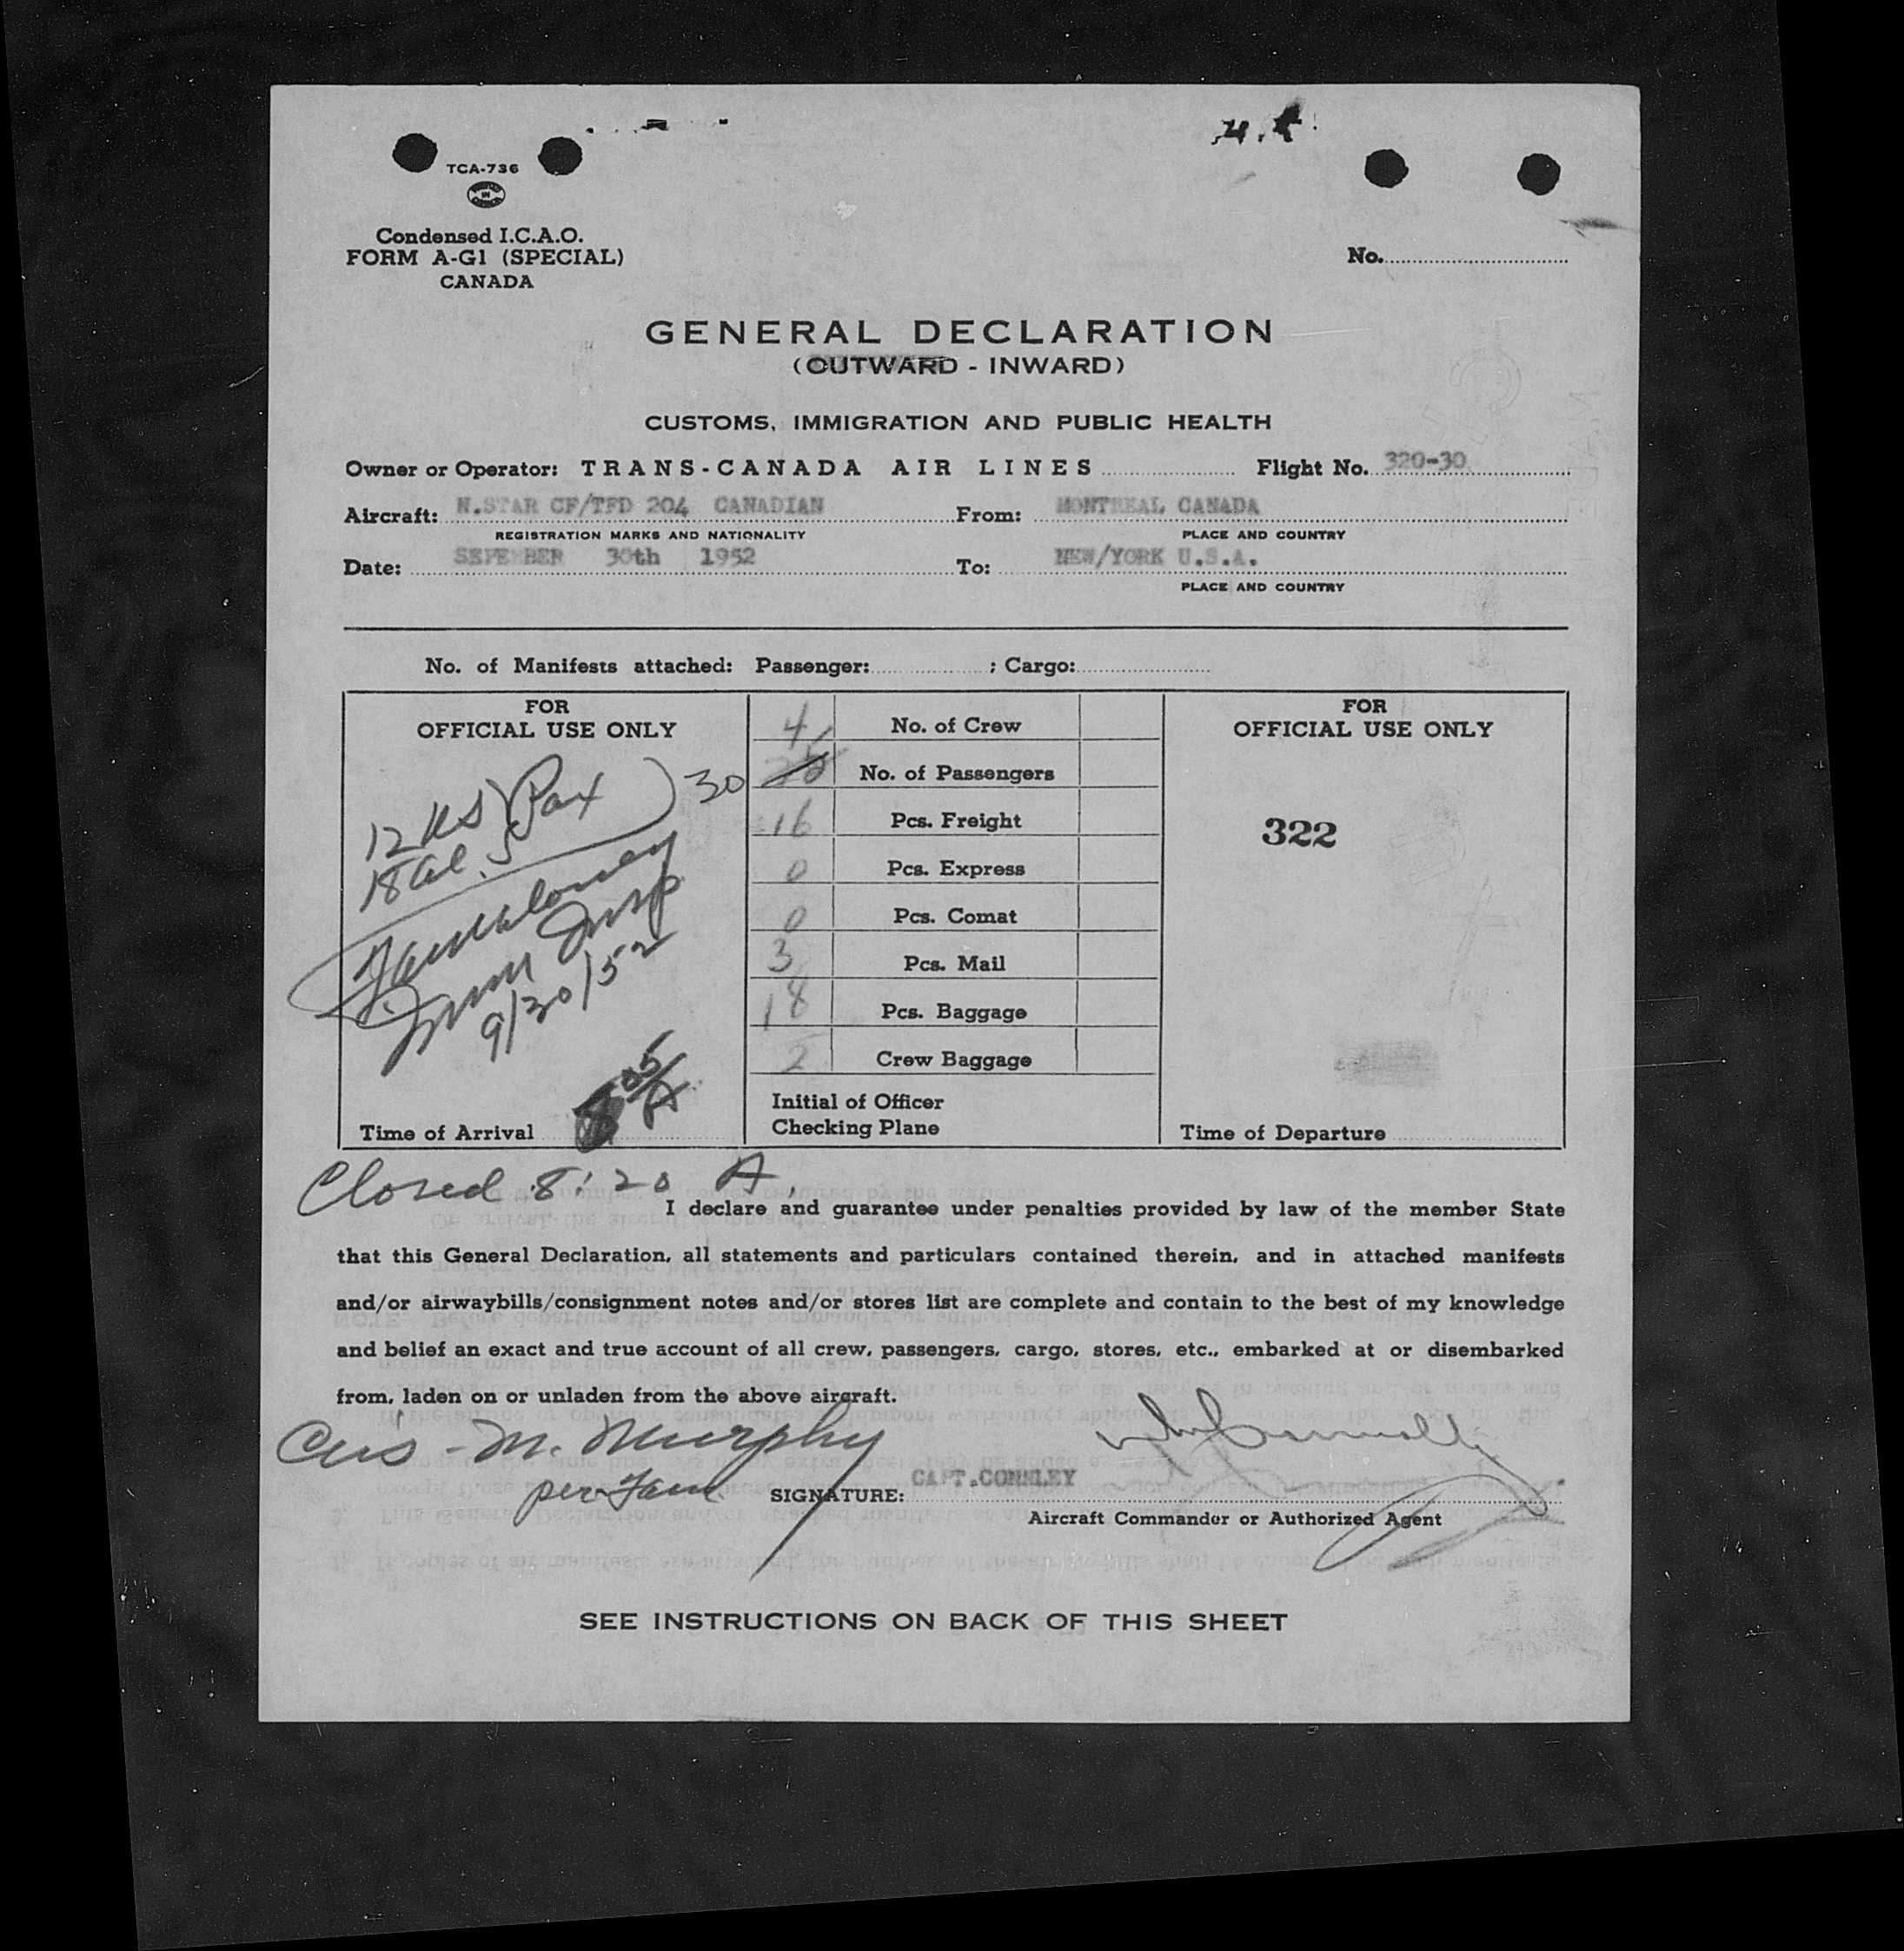 TCA-736
Condensed I.C.A.O.
FORM A-G1 (SPECIAL)
CANADA
No.
GENERAL DECLARATION
(OUTWARD - INWARD)
CUSTOMS, IMMIGRATION AND PUBLIC HEALTH
Owner or Operator: TRANS-CANADA AIR LINES Flight No. 320-30
Aircraft: N.STAR CF/TFD 204 CANADIAN From: MONTREAL CANADA
REGISTRATION MARKS AND NATIONALITY PLACE AND COUNTRY
Date: 30th 1952 To: NEW/YORK U.S.A.
PLACE AND COUNTRY
No. of Manifests attached: Passenger: ; Cargo:
FOR
OFFICIAL USE ONLY
12 US
18 al. Pax 30
Imm Insp
9/30/52
Time of Arrival 8 05/A
4 No. of Crew
No. of Passengers
16 Pcs. Freight
0 Pcs. Express
0 Pcs. Comat
3 Pcs. Mail
18 Pcs. Baggage
2 Crew Baggage
Initial of Officer
Checking Plane
FOR
OFFICIAL USE ONLY
322
Time of Departure
Closed 8:20 A.
I declare and guarantee under penalties provided by law of the member State
that this General Declaration, all statements and particulars contained therein, and in attached manifests
and/or airwaybills/consignment notes and/or stores list are complete and contain to the best of my knowledge
and belief an exact and true account of all crew, passengers, cargo, stores, etc., embarked at or disembarked
from, laden on or unladen from the above aircraft.
Cus - M. Murphy
per
SIGNATURE: CAPT.
Aircraft Commander or Authorized Agent
SEE INSTRUCTIONS ON BACK OF THIS SHEET